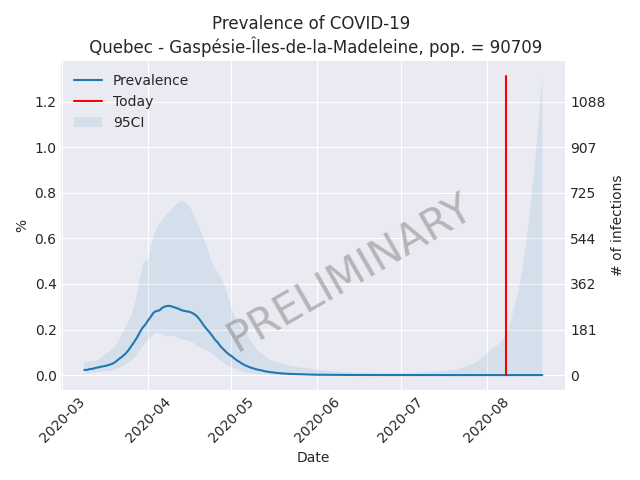 Prevalence of COVID-19
Quebec - Gaspésie-Îles-de-la-Madeleine, pop. = 90709
Prevalence
Today
95CI
1.2
1.0
0.8
0.6
0.4
0.2
0.0
%
1088
907
725
544
362
181
0
# of infections
PRELIMINARY
2020-03
2020-04
2020-05
2020-06
2020-07
2020-08
Date